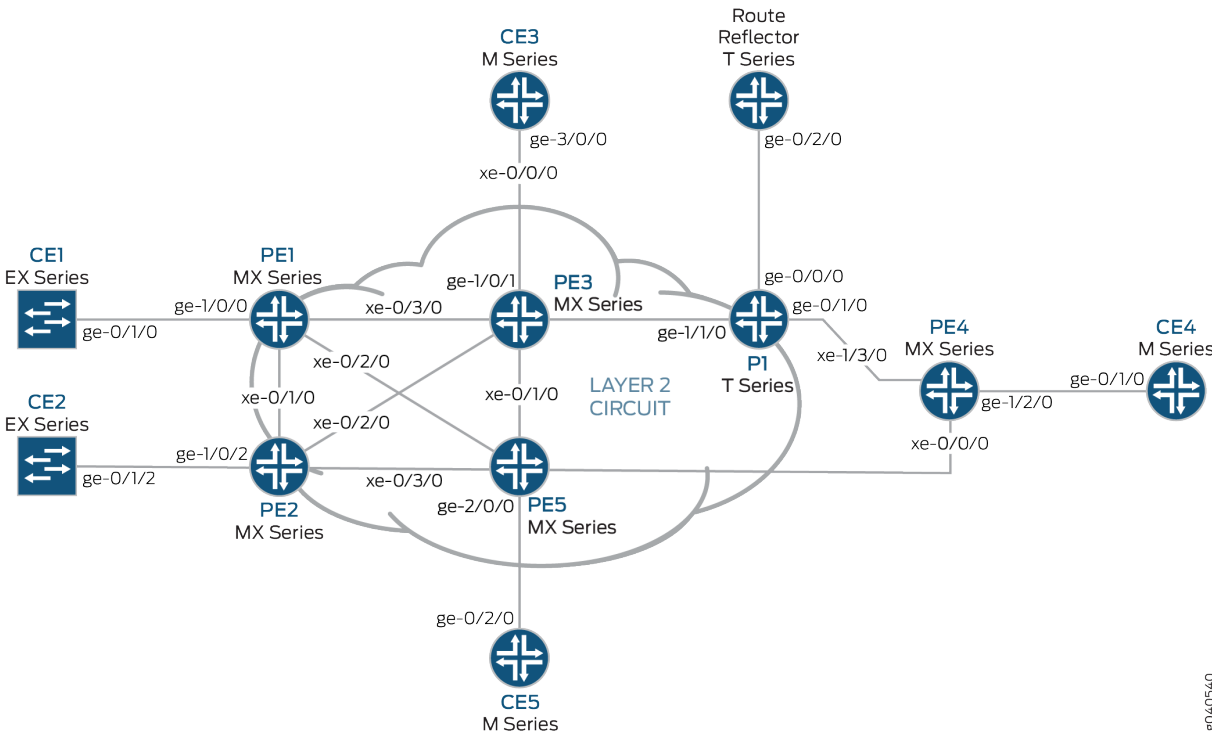 Route
Reflector
T Series
CE3
M Series
ge-3/0/0
ge-0/2/0
xe-0/0/0
CE1
EX Series
PE1
MX Series
ge-1/0/0
ge-0/1/0
xe-0/3/0
ge-1/0/1
PE3
MX Series
ge-0/0/0
ge-0/1/0
ge-1/1/0
P1
T Series
xe-1/3/0
PE4
MX Series
CE4
M Series
ge-0/1/0
ge-1/2/0
xe-0/0/0
xe-0/2/0
xe-0/1/0
xe-0/2/0
xe-0/1/0
LAYER 2
CIRCUIT
CE2
EX Series
ge-1/0/2
ge-0/1/2
xe-0/3/0
PE2
MX Series
ge-2/0/0
PE5
MX Series
ge-0/2/0
CE5
M Series
g040540